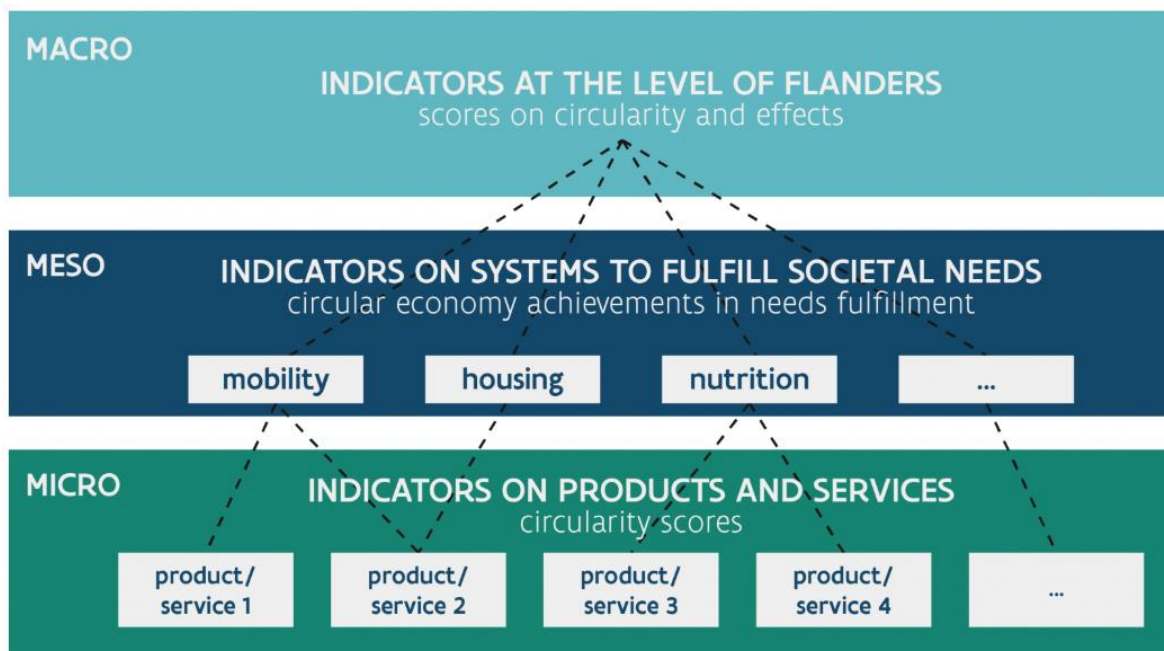 MACRO
INDICATORS AT THE LEVEL OF FLANDERS
scores on circularity and effects
MESO
INDICATORS ON SYSTEMS TO FULFILL SOCIETAL NEEDS
circular economy achievements in needs fulfillment
mobility
housing
nutrition
...
MICRO
INDICATORS ON PRODUCTS AND SERVICES
circularity scores
product/
service 1
product/
service 2
product/
service 3
product/
service 4
...